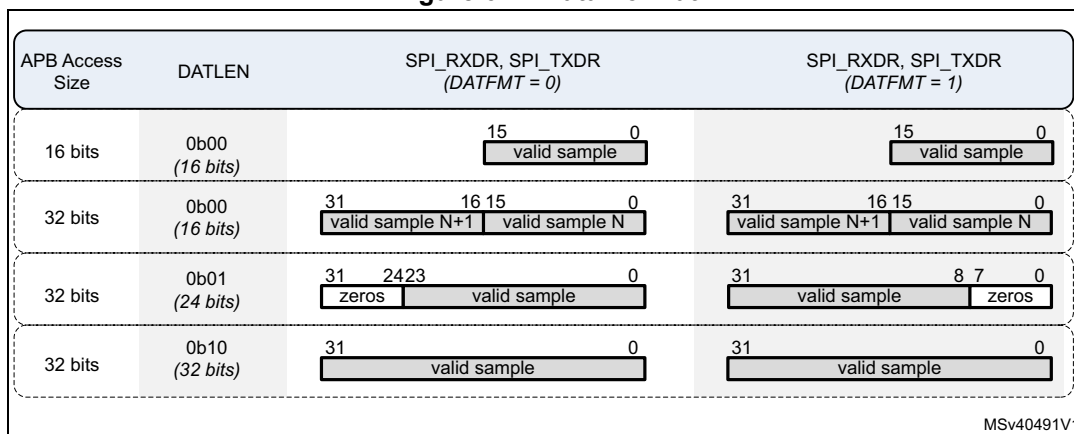 APB Access Size DATLEN SPI_RXDR, SPI_TXDR (DATFMT = 0) SPI_RXDR, SPI_TXDR (DATFMT = 1)
16 bits 0b00 (16 bits) 15 0 valid sample 15 0 valid sample
32 bits 0b00 (16 bits) 31 16 15 0 valid sample N+1 valid sample N 31 16 15 0 valid sample N+1 valid sample N
32 bits 0b01 (24 bits) 31 24 23 0 zeros valid sample 31 8 7 0 valid sample zeros
32 bits 0b10 (32 bits) 31 0 valid sample 31 0 valid sample
MSv40491V1